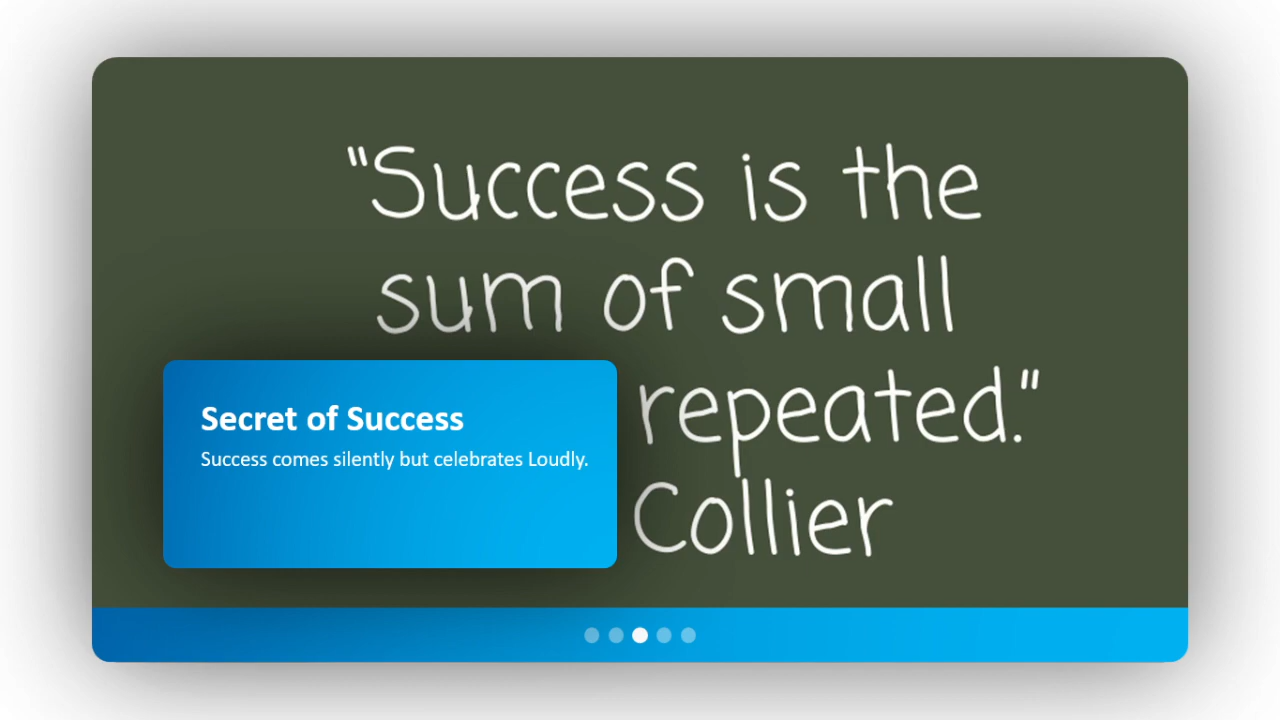 "Success is the
sum of small
repeated."
Collier
Secret of Success
Success comes silently but celebrates Loudly.